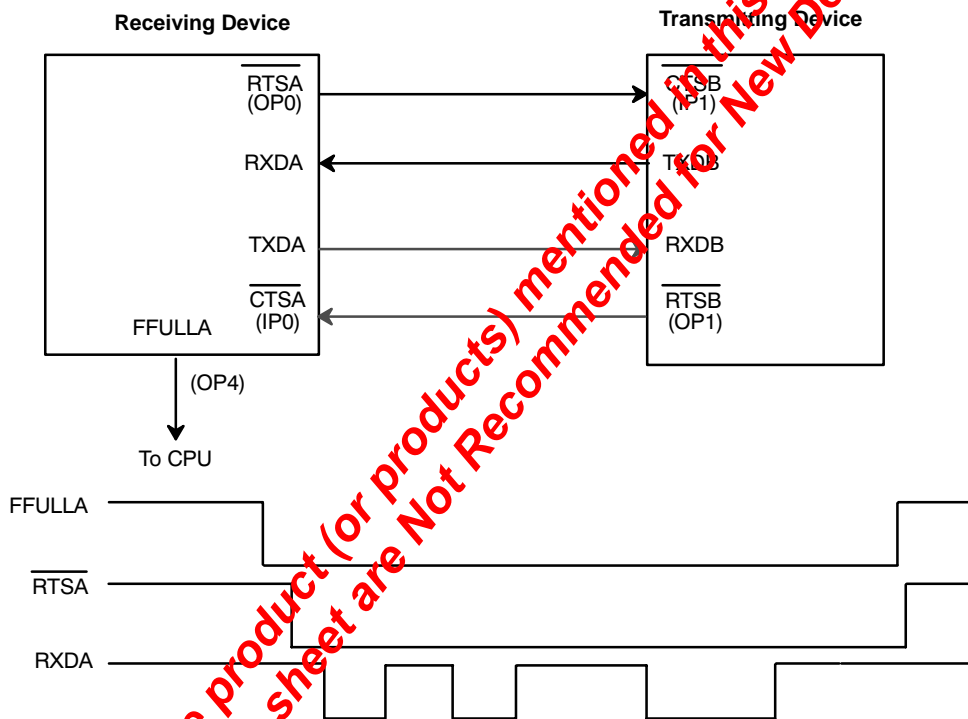 Receiving Device
Transmitting Device
RTSA
(OP0)
CTSB
(IP1)
RXDA
TXDB
TXDA
RXDB
CTSA
(IP0)
RTSB
(OP1)
FFULLA
(OP4)
To CPU
FFULLA
RTSA
RXDA
product (or products) mentioned in this
sheet are Not Recommended for New